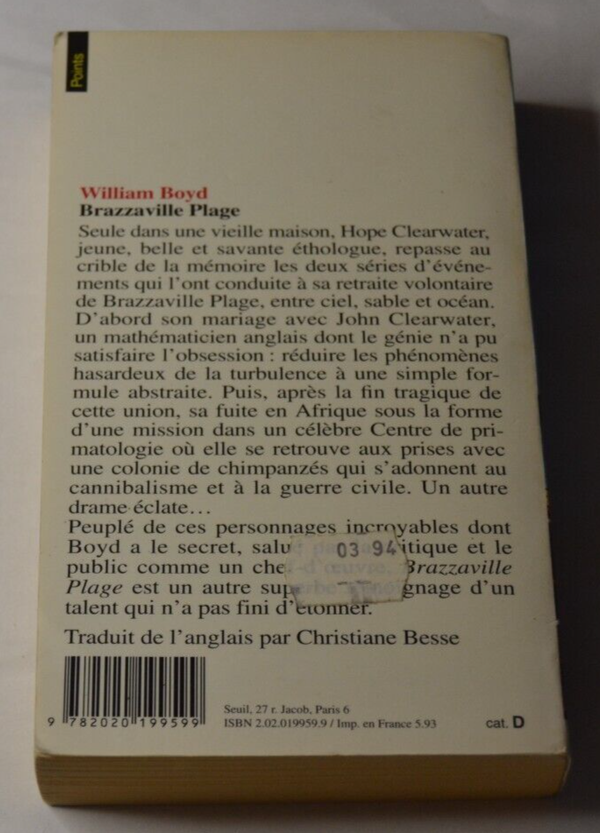 Points
William Boyd
Brazzaville Plage
Seule dans une vieille maison, Hope Clearwater,
jeune, belle et savante éthologue, repasse au
crible de la mémoire les deux séries d'événe-
ments qui l'ont conduite à sa retraite volontaire
de Brazzaville Plage, entre ciel, sable et océan.
D'abord son mariage avec John Clearwater,
un mathématicien anglais dont le génie n'a pu
satisfaire l'obsession : réduire les phénomènes
hasardeux de la turbulence à une simple for-
mule abstraite. Puis, après la fin tragique de
cette union, sa fuite en Afrique sous la forme
d'une mission dans un célèbre Centre de pri-
matologie où elle se retrouve aux prises avec
une colonie de chimpanzés qui s'adonnent au
cannibalisme et à la guerre civile. Un autre
drame éclate…
Peuplé de ces personnages incroyables dont
Boyd a le secret, salu 03 94 itique et le
public comme un che -d'œuvre. Brazzaville
Plage est un autre sup gnage d'un
talent qui n'a pas fini d'étonner.
Traduit de l'anglais par Christiane Besse
9 782020 199599
Seuil, 27 r. Jacob, Paris 6
ISBN 2.02.019959.9 / Imp. en France 5.93
cat. D